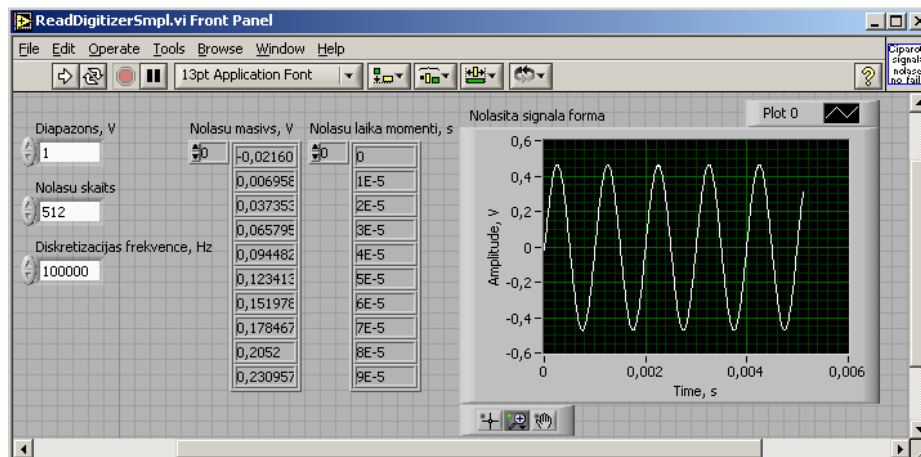 ReadDigitizerSmpl.vi Front Panel
File Edit Operate Tools Browse Window Help
13pt Application Font
?
Ciparot
signala
nolase
no fail
Diapazons, V
1
Nolasu skaits
512
Diskretizacijas frekvence, Hz
100000
Nolasu masivs, V
0
-0,02160
0,006958
0,037353
0,065795
0,094482
0,123413
0,151978
0,178467
0,2052
0,230957
Nolasu laika momenti, s
0
0
1E-5
2E-5
3E-5
4E-5
5E-5
6E-5
7E-5
8E-5
9E-5
Nolasita signala forma
Plot 0
Amplitude, V
0,6
0,4
0,2
0
-0,2
-0,4
-0,6
0
0,002
0,004
0,006
Time, s